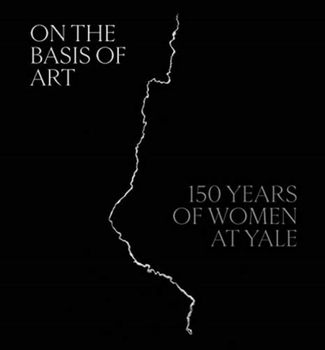 ON THE
BASIS OF
ART
150 YEARS
OF WOMEN
AT YALE